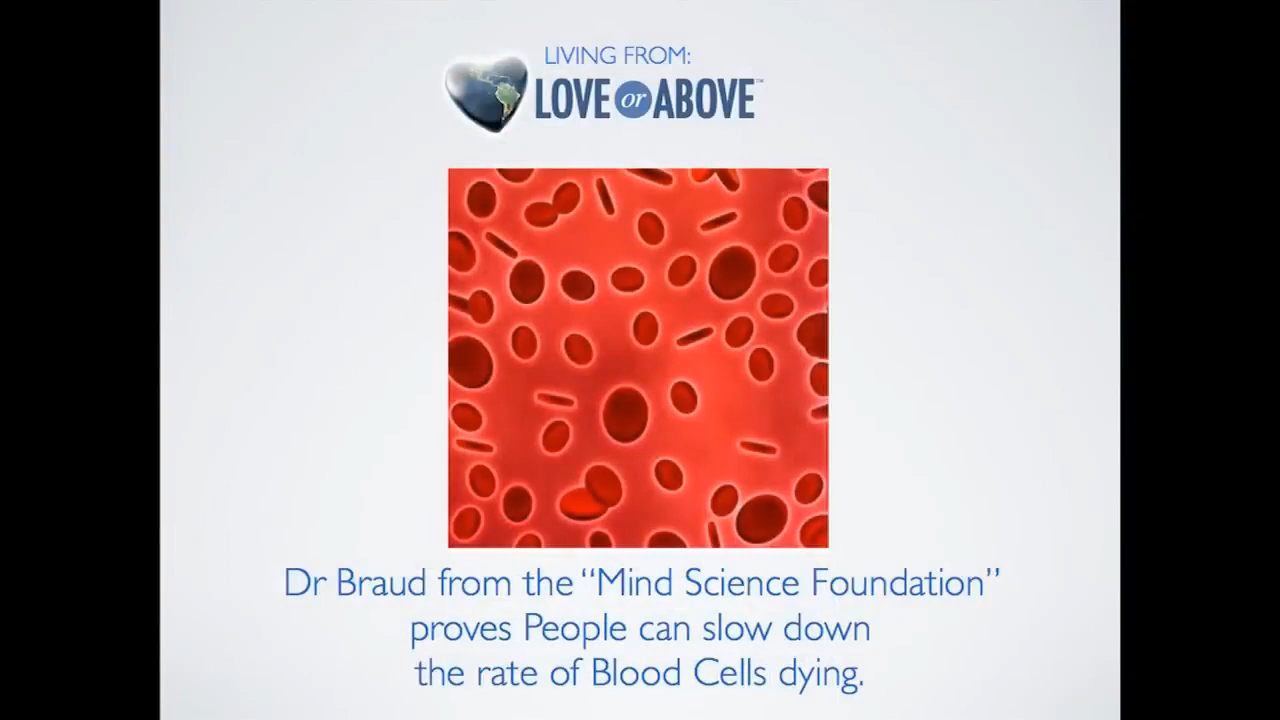 LIVING FROM:
LOVE or ABOVE™
Dr Braud from the “Mind Science Foundation”
proves People can slow down
the rate of Blood Cells dying.